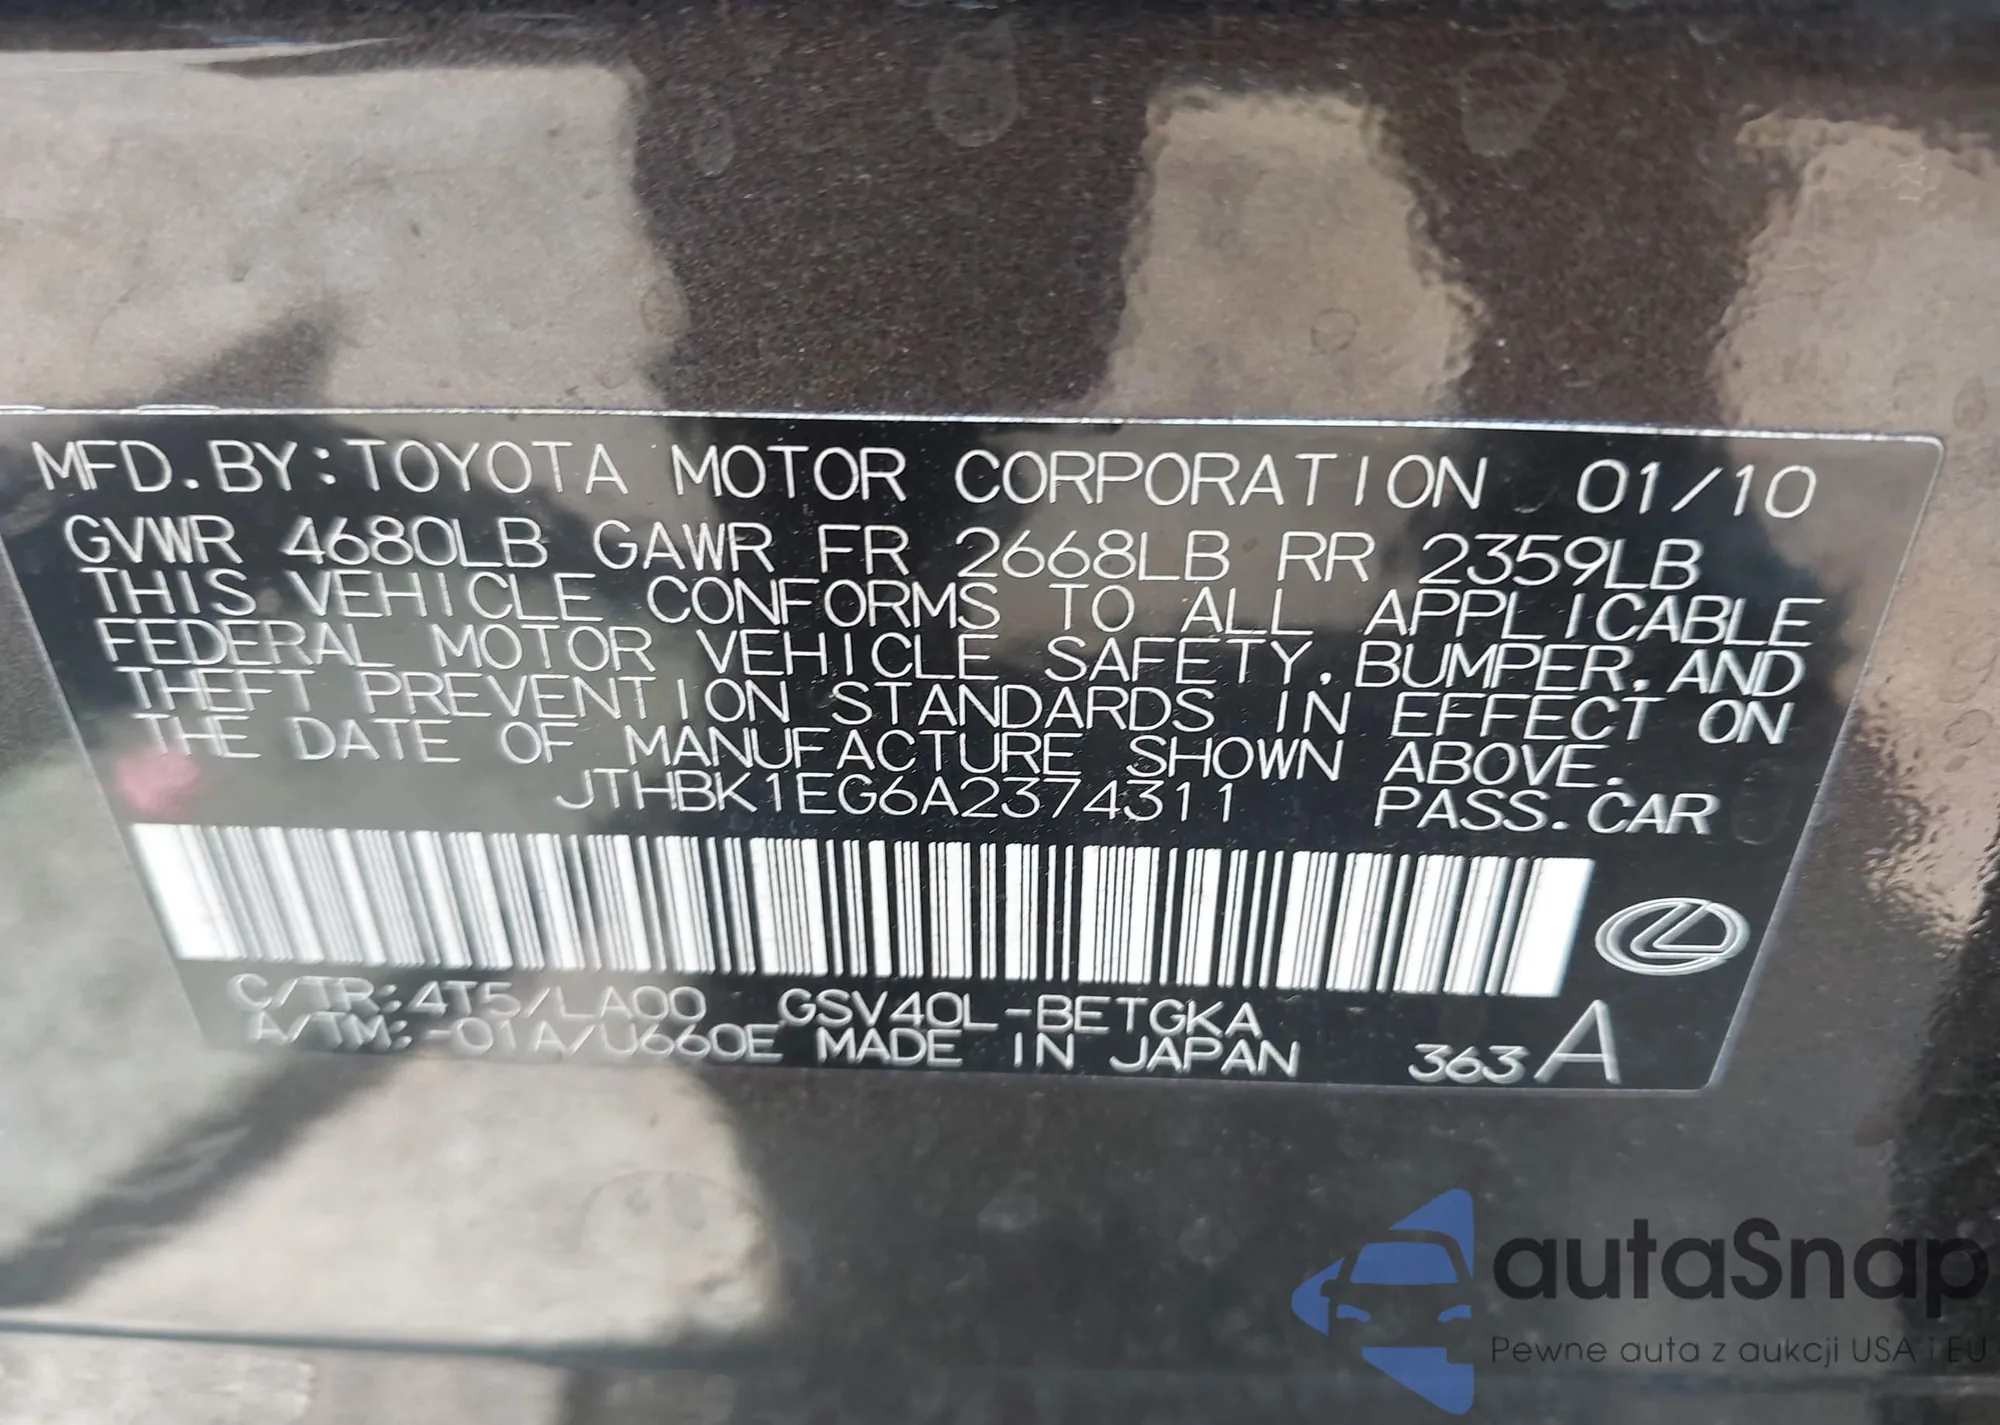 MFD.BY:TOYOTA MOTOR CORPORATION 01/10
GVWR 4680LB GAWR FR 2668LB RR 2359LB
THIS VEHICLE CONFORMS TO ALL APPLICABLE
FEDERAL MOTOR VEHICLE SAFETY, BUMPER, AND
THEFT PREVENTION STANDARDS IN EFFECT ON
THE DATE OF MANUFACTURE SHOWN ABOVE.
JTHBK1EG6A2374311 PASS.CAR
C/TR:4T5/LA00 GSV40L-BETGKA
A/TM:-01A/U660E MADE IN JAPAN 363 A
autaSnap
Pewne auta z aukcji USA i EU